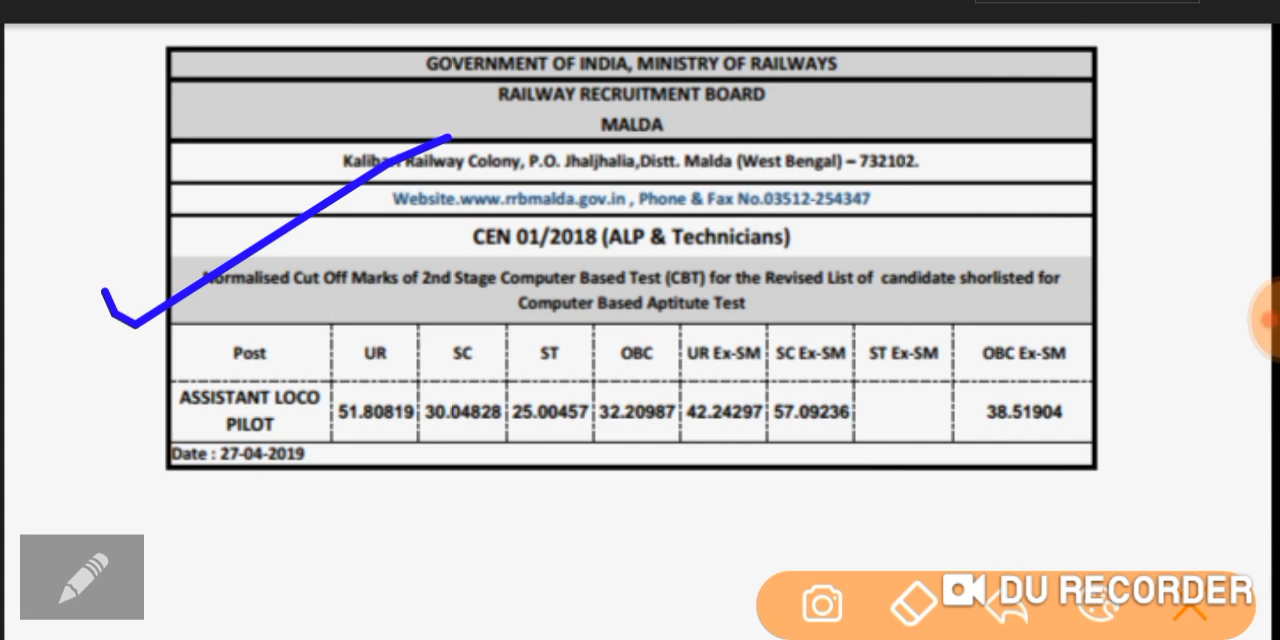 GOVERNMENT OF INDIA, MINISTRY OF RAILWAYS
RAILWAY RECRUITMENT BOARD
MALDA
Railway Colony, P.O. Jhaljhalia,Distt. Malda (West Bengal) – 732102.
Website.www.rrbmalda.gov.in , Phone & Fax No.03512-254347
CEN 01/2018 (ALP & Technicians)
Normalised Cut Off Marks of 2nd Stage Computer Based Test (CBT) for the Revised List of candidate shorlisted for
Computer Based Aptitute Test
Post UR SC ST OBC UR Ex-SM SC Ex-SM ST Ex-SM OBC Ex-SM
ASSISTANT LOCO
PILOT 51.80819 30.04828 25.00457 32.20987 42.24297 57.09236 38.51904
Date : 27-04-2019
DU RECORDER